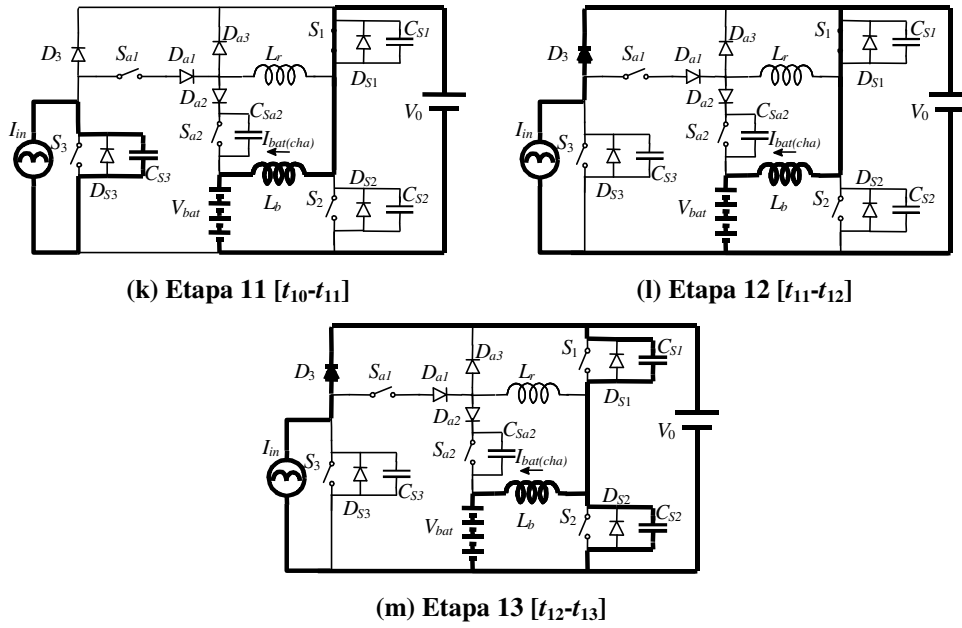 S1
CS1
D3
Sa1
Da1
Da3
Lr
DS1
Da2
CSa2
V0
Iin
S3
Sa2
Ibat(cha)
DS2
CS3
DS3
Lb
S2
CS2
Vbat
(k) Etapa 11 [t10-t11]
S1
CS1
D3
Sa1
Da1
Da3
Lr
DS1
Da2
CSa2
V0
Iin
S3
Sa2
Ibat(cha)
DS2
CS3
DS3
Lb
S2
CS2
Vbat
(l) Etapa 12 [t11-t12]
S1
CS1
D3
Sa1
Da1
Da3
Lr
DS1
Da2
CSa2
V0
Iin
S3
Sa2
Ibat(cha)
DS2
CS3
DS3
Lb
S2
CS2
Vbat
(m) Etapa 13 [t12-t13]